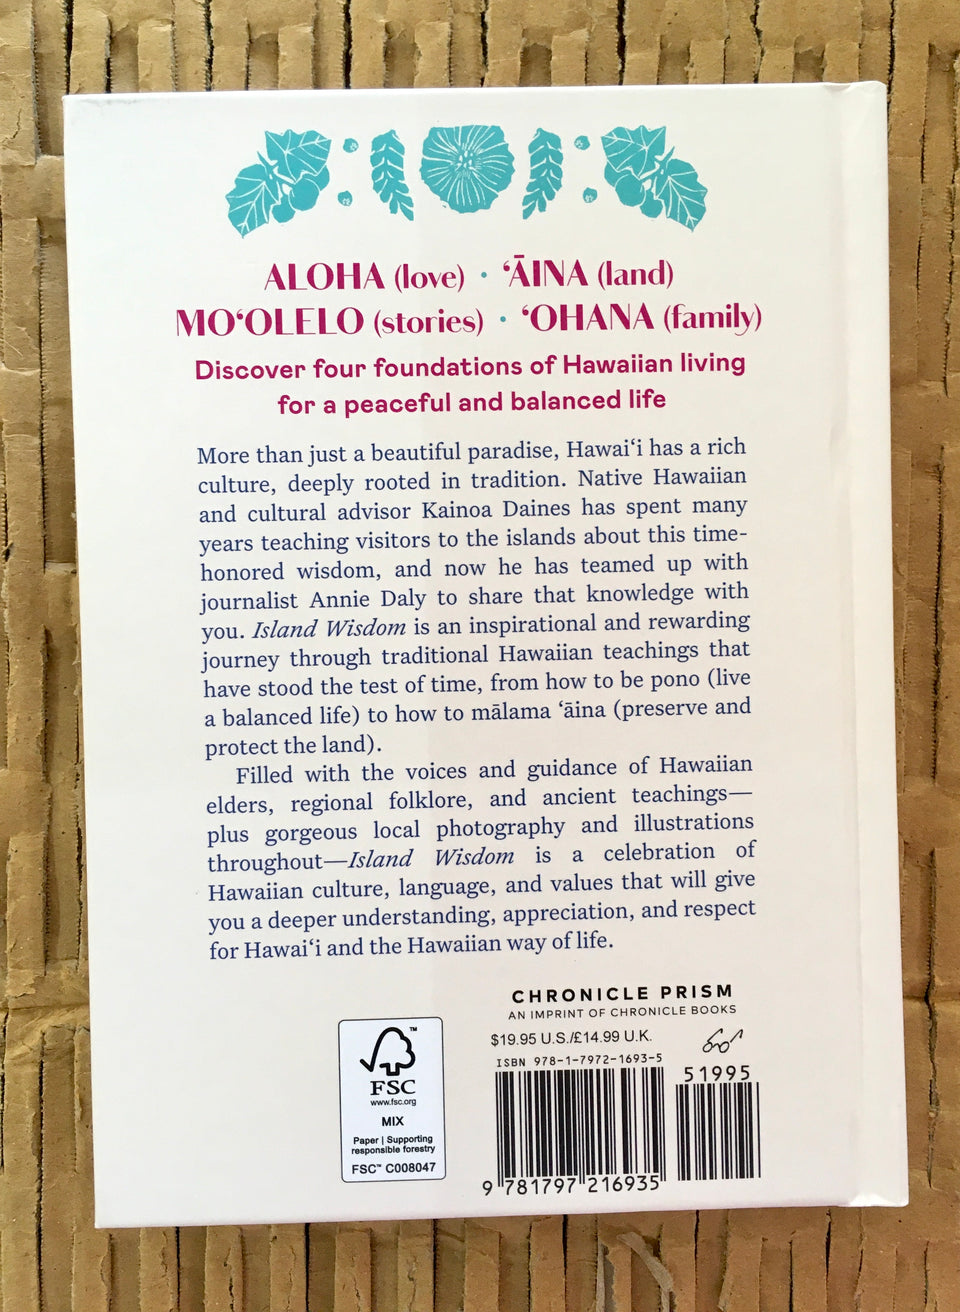 ALOHA (love) · ʻĀINA (land)
MOʻOLELO (stories) · ʻOHANA (family)
Discover four foundations of Hawaiian living
for a peaceful and balanced life
More than just a beautiful paradise, Hawaiʻi has a rich
culture, deeply rooted in tradition. Native Hawaiian
and cultural advisor Kainoa Daines has spent many
years teaching visitors to the islands about this time-
honored wisdom, and now he has teamed up with
journalist Annie Daly to share that knowledge with
you. Island Wisdom is an inspirational and rewarding
journey through traditional Hawaiian teachings that
have stood the test of time, from how to be pono (live
a balanced life) to how to mālama ʻāina (preserve and
protect the land).
Filled with the voices and guidance of Hawaiian
elders, regional folklore, and ancient teachings—
plus gorgeous local photography and illustrations
throughout—Island Wisdom is a celebration of
Hawaiian culture, language, and values that will give
you a deeper understanding, appreciation, and respect
for Hawaiʻi and the Hawaiian way of life.
CHRONICLE PRISM
AN IMPRINT OF CHRONICLE BOOKS
$19.95 U.S./£14.99 U.K.
ISBN 978-1-7972-1693-5
51995
9 781797 216935
™
FSC
www.fsc.org
MIX
Paper | Supporting
responsible forestry
FSC™ C008047